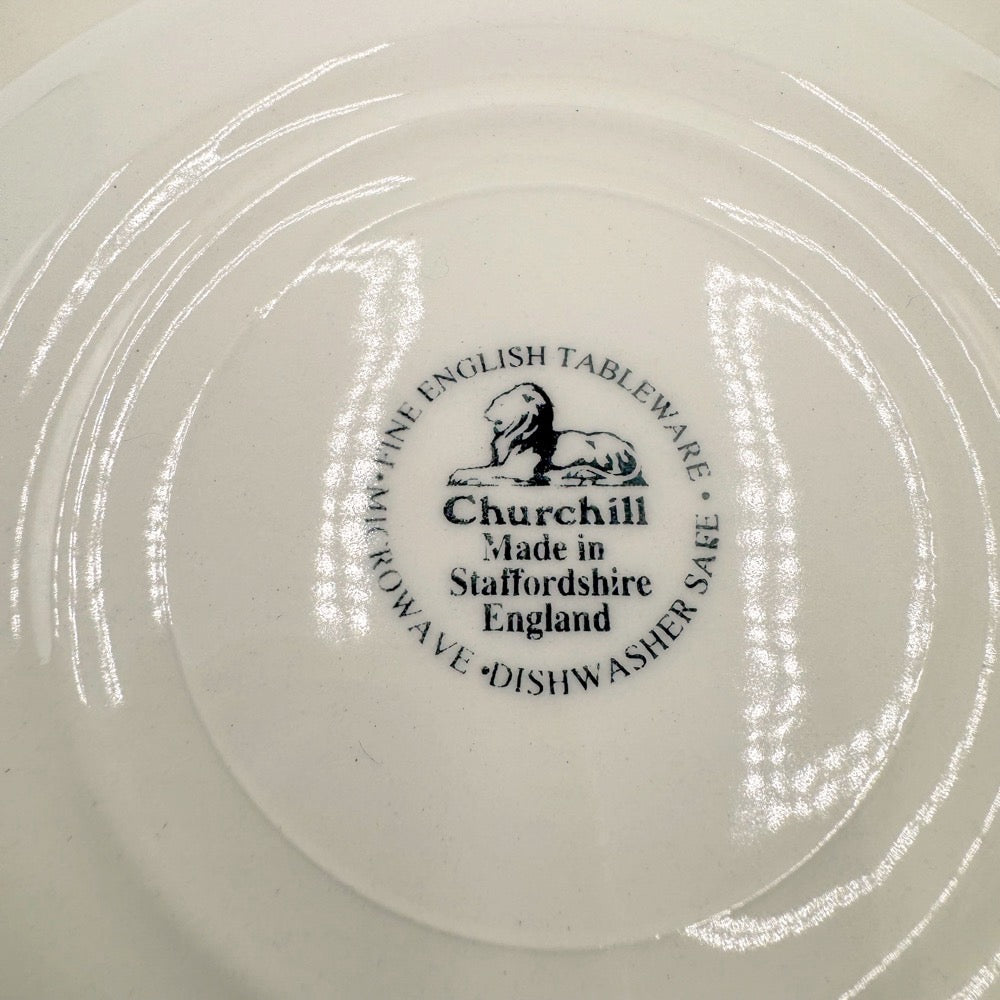 • FINE ENGLISH TABLEWARE • MICROWAVE • DISHWASHER SAFE
Churchill
Made in
Staffordshire
England